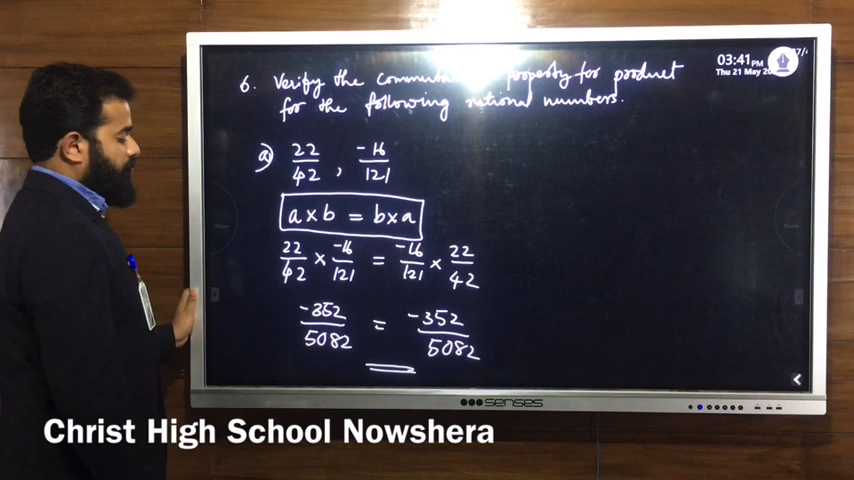 03:41 PM
Thu 21 May
6. Verify the commuta property for product
for the following rational numbers.
a) 22/42 , -16/121
a x b = b x a
22/42 x -16/121 = -16/121 x 22/42
-352/5082 = -352/5082
senses
Christ High School Nowshera